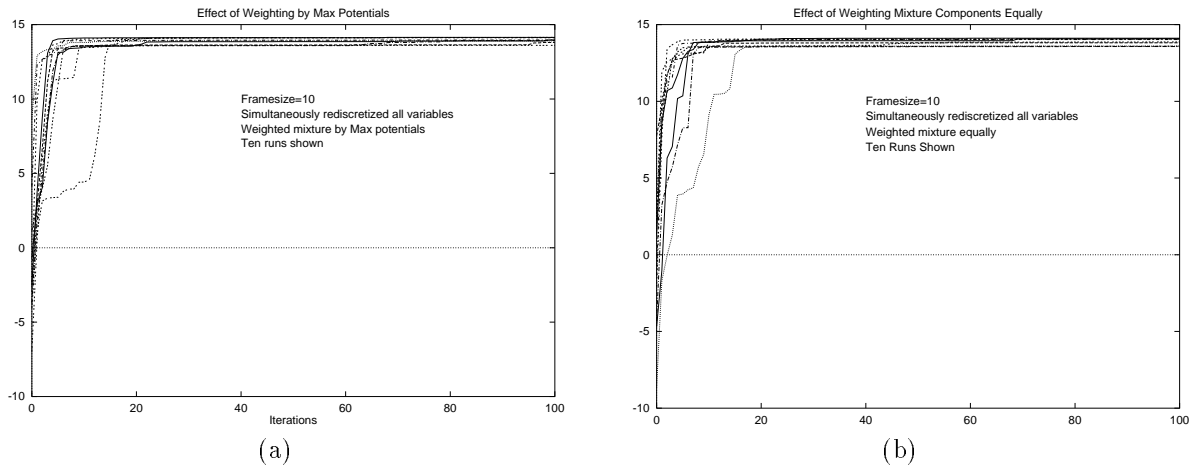 Effect of Weighting by Max Potentials
15
10
5
0
-5
-10
Framesize=10
Simultaneously rediscretized all variables
Weighted mixture by Max potentials
Ten runs shown
0 20 40 60 80 100
Iterations
(a)
Effect of Weighting Mixture Components Equally
15
10
5
0
-5
-10
Framesize=10
Simultaneously rediscretized all variables
Weighted mixture equally
Ten Runs Shown
0 20 40 60 80 100
(b)